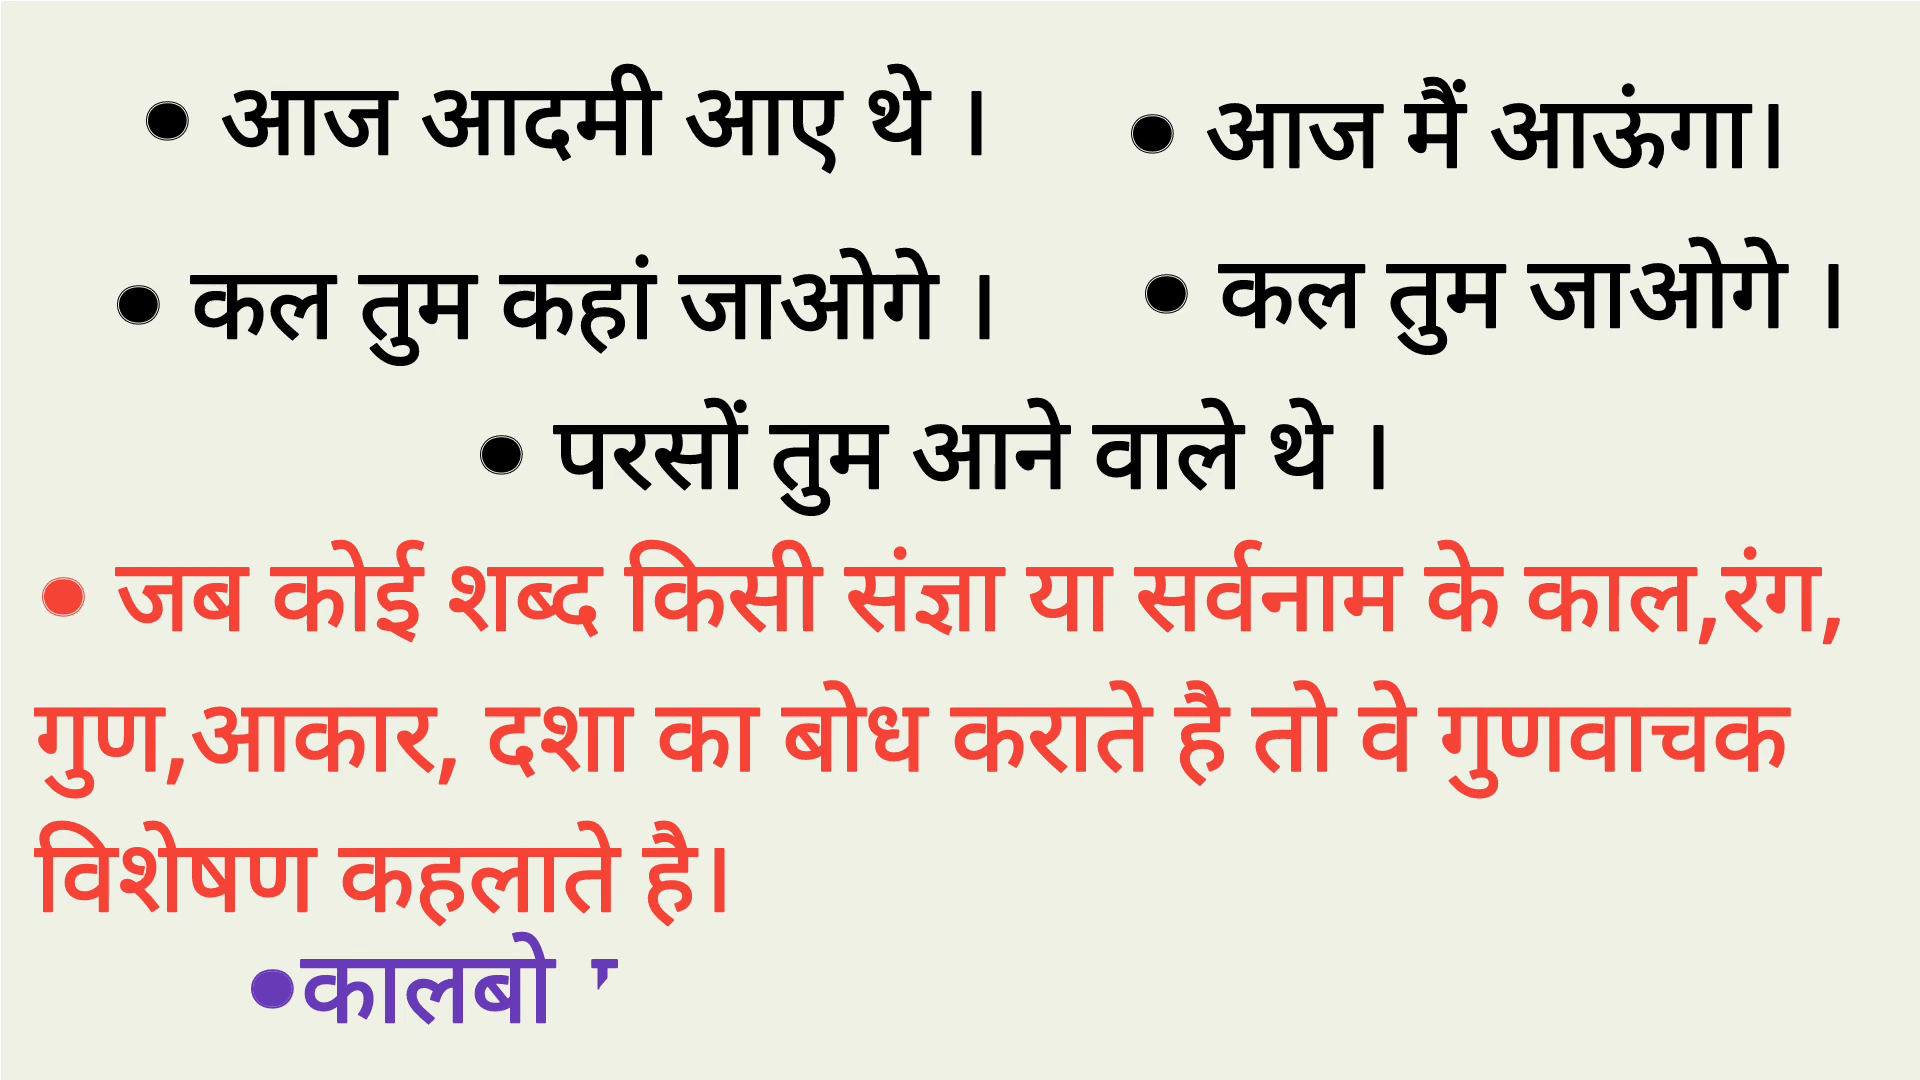 • आज आदमी आए थे ।
• आज मैं आऊंगा।
• कल तुम कहां जाओगे ।
• कल तुम जाओगे ।
• परसों तुम आने वाले थे ।
• जब कोई शब्द किसी संज्ञा या सर्वनाम के काल,रंग,
गुण,आकार, दशा का बोध कराते है तो वे गुणवाचक
विशेषण कहलाते है।
•कालबो